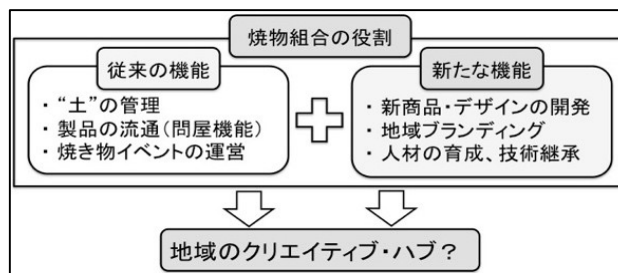 焼物組合の役割
従来の機能
・“土”の管理
・製品の流通(問屋機能)
・焼き物イベントの運営
新たな機能
・新商品・デザインの開発
・地域ブランディング
・人材の育成、技術継承
地域のクリエイティブ・ハブ?